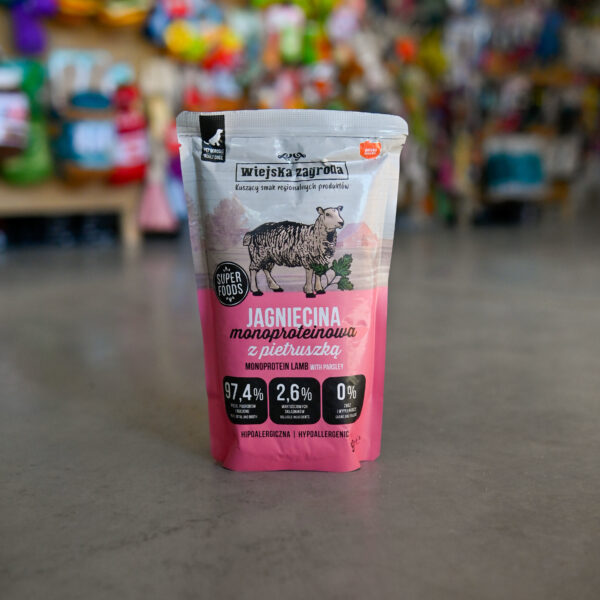 Wiejska zagroda
Kuszący smak regionalnych produktów
SUPER
FOODS
JAGNIĘCINA
monoproteinowa
z pietruszką
MONOPROTEIN LAMB WITH PARSLEY
97,4% 2,6% 0%
HIPOALERGICZNA | HYPOALLERGENIC